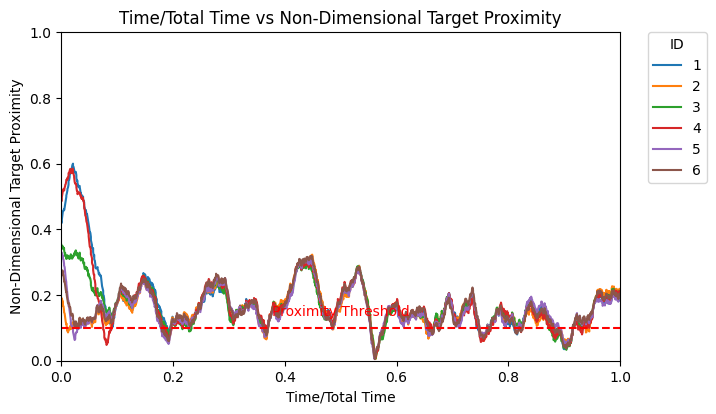 Time/Total Time vs Non-Dimensional Target Proximity
Non-Dimensional Target Proximity
1.0
0.8
0.6
0.4
0.2
0.0
Proximity Threshold
0.0 0.2 0.4 0.6 0.8 1.0
Time/Total Time
ID
1
2
3
4
5
6